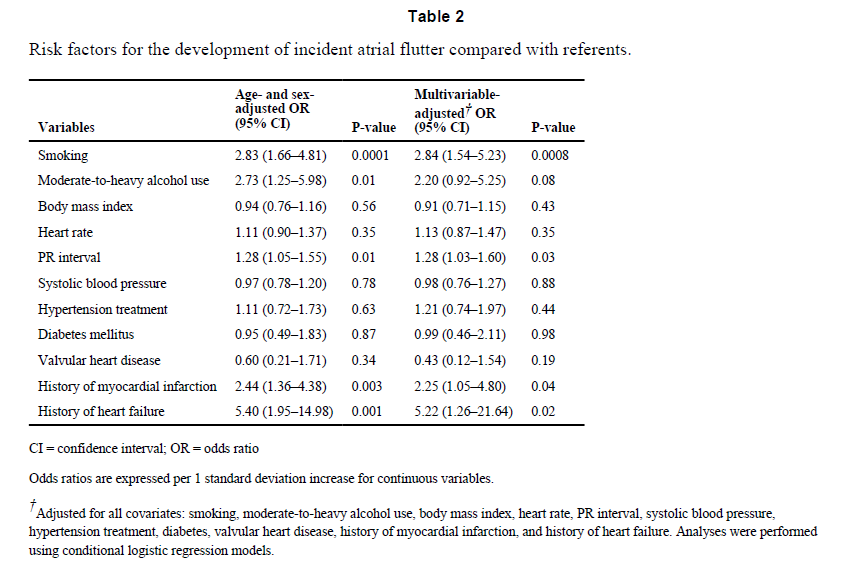 Table 2
Risk factors for the development of incident atrial flutter compared with referents.
Variables Age- and sex-adjusted OR (95% CI) P-value Multivariable-adjusted† OR (95% CI) P-value
Smoking 2.83 (1.66–4.81) 0.0001 2.84 (1.54–5.23) 0.0008
Moderate-to-heavy alcohol use 2.73 (1.25–5.98) 0.01 2.20 (0.92–5.25) 0.08
Body mass index 0.94 (0.76–1.16) 0.56 0.91 (0.71–1.15) 0.43
Heart rate 1.11 (0.90–1.37) 0.35 1.13 (0.87–1.47) 0.35
PR interval 1.28 (1.05–1.55) 0.01 1.28 (1.03–1.60) 0.03
Systolic blood pressure 0.97 (0.78–1.20) 0.78 0.98 (0.76–1.27) 0.88
Hypertension treatment 1.11 (0.72–1.73) 0.63 1.21 (0.74–1.97) 0.44
Diabetes mellitus 0.95 (0.49–1.83) 0.87 0.99 (0.46–2.11) 0.98
Valvular heart disease 0.60 (0.21–1.71) 0.34 0.43 (0.12–1.54) 0.19
History of myocardial infarction 2.44 (1.36–4.38) 0.003 2.25 (1.05–4.80) 0.04
History of heart failure 5.40 (1.95–14.98) 0.001 5.22 (1.26–21.64) 0.02
CI = confidence interval; OR = odds ratio
Odds ratios are expressed per 1 standard deviation increase for continuous variables.
†Adjusted for all covariates: smoking, moderate-to-heavy alcohol use, body mass index, heart rate, PR interval, systolic blood pressure,
hypertension treatment, diabetes, valvular heart disease, history of myocardial infarction, and history of heart failure. Analyses were performed
using conditional logistic regression models.